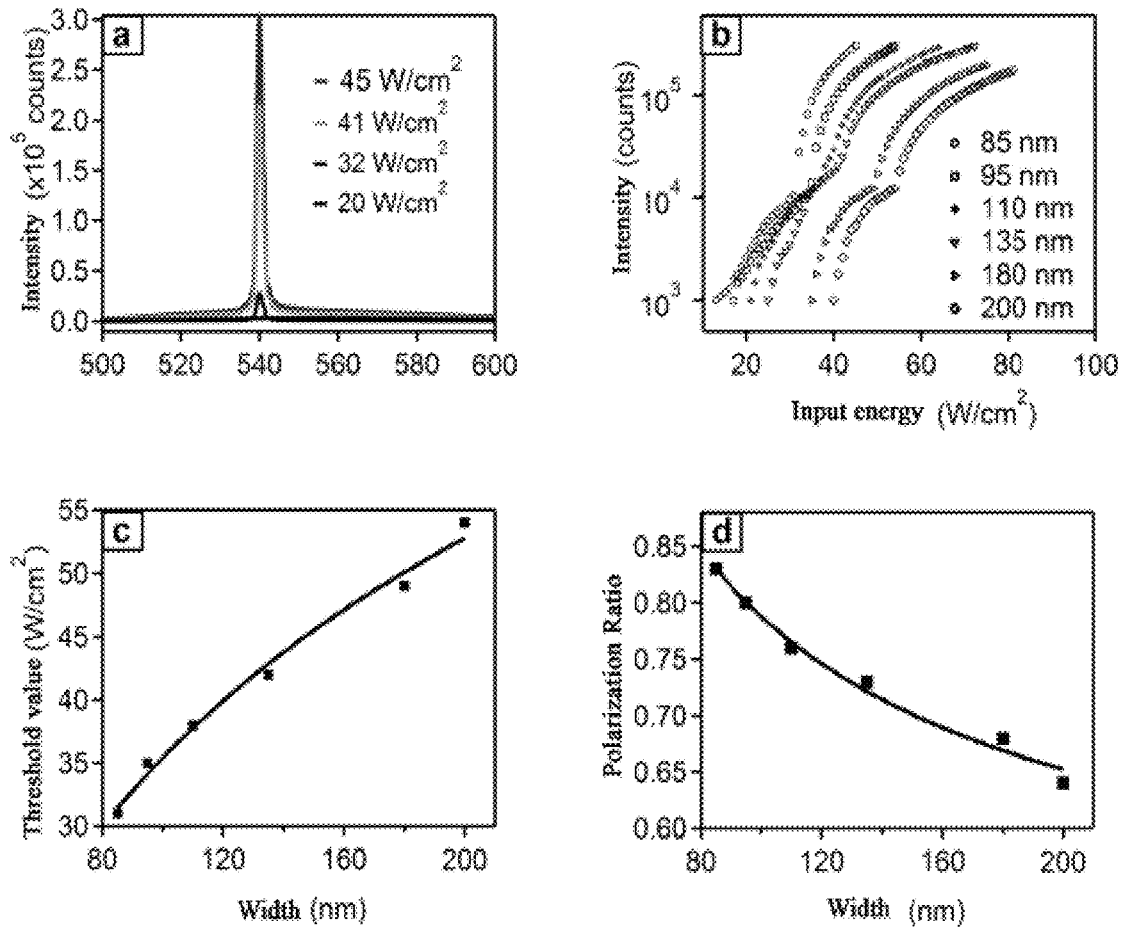 a
Intensity (x10⁵ counts)
3.0
2.5
2.0
1.5
1.0
0.5
0.0
45 W/cm²
41 W/cm²
32 W/cm²
20 W/cm²
500 520 540 560 580 600
b
Intensity (counts)
10⁵
10⁴
10³
85 nm
95 nm
110 nm
135 nm
180 nm
200 nm
20 40 60 80 100
Input energy (W/cm²)
c
Threshold value (W/cm²)
55
50
45
40
35
30
80 120 160 200
Width (nm)
d
Polarization Ratio
0.85
0.80
0.75
0.70
0.65
0.60
80 120 160 200
Width (nm)